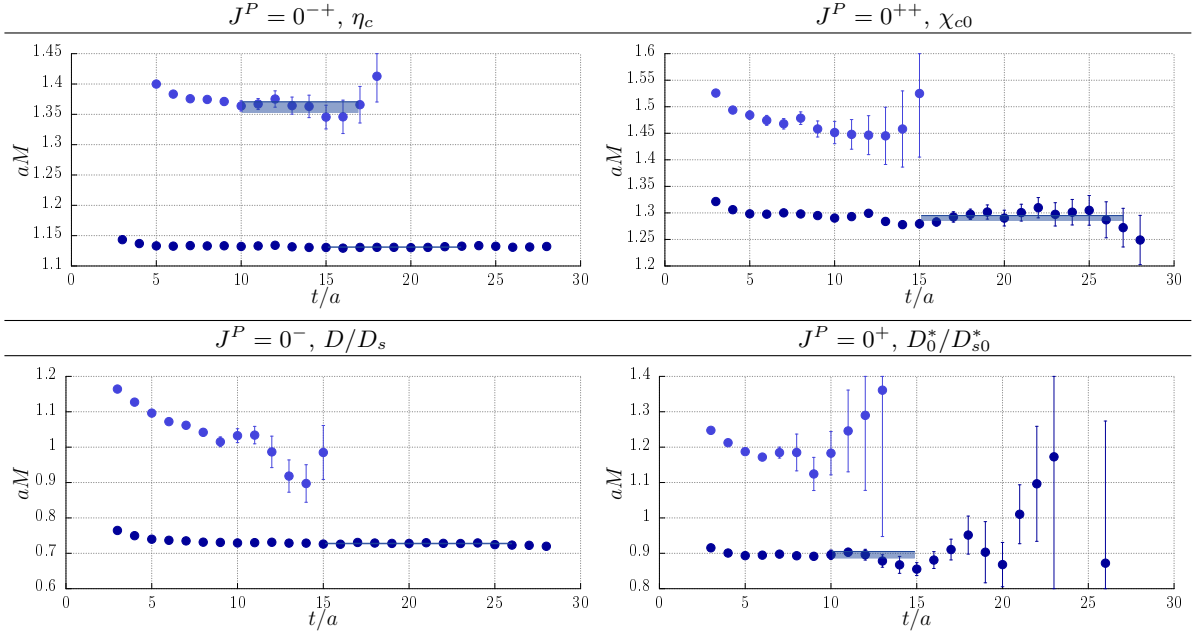 J^P = 0^{-+}, η_c
J^P = 0^{++}, χ_{c0}
aM
1.45
1.4
1.35
1.3
1.25
1.2
1.15
1.1
0 5 10 15 20 25 30
t/a
aM
1.6
1.55
1.5
1.45
1.4
1.35
1.3
1.25
1.2
0 5 10 15 20 25 30
t/a
J^P = 0^-, D/D_s
J^P = 0^+, D_0^*/D_{s0}^*
aM
1.2
1.1
1
0.9
0.8
0.7
0.6
0 5 10 15 20 25 30
t/a
aM
1.4
1.3
1.2
1.1
1
0.9
0.8
0 5 10 15 20 25 30
t/a